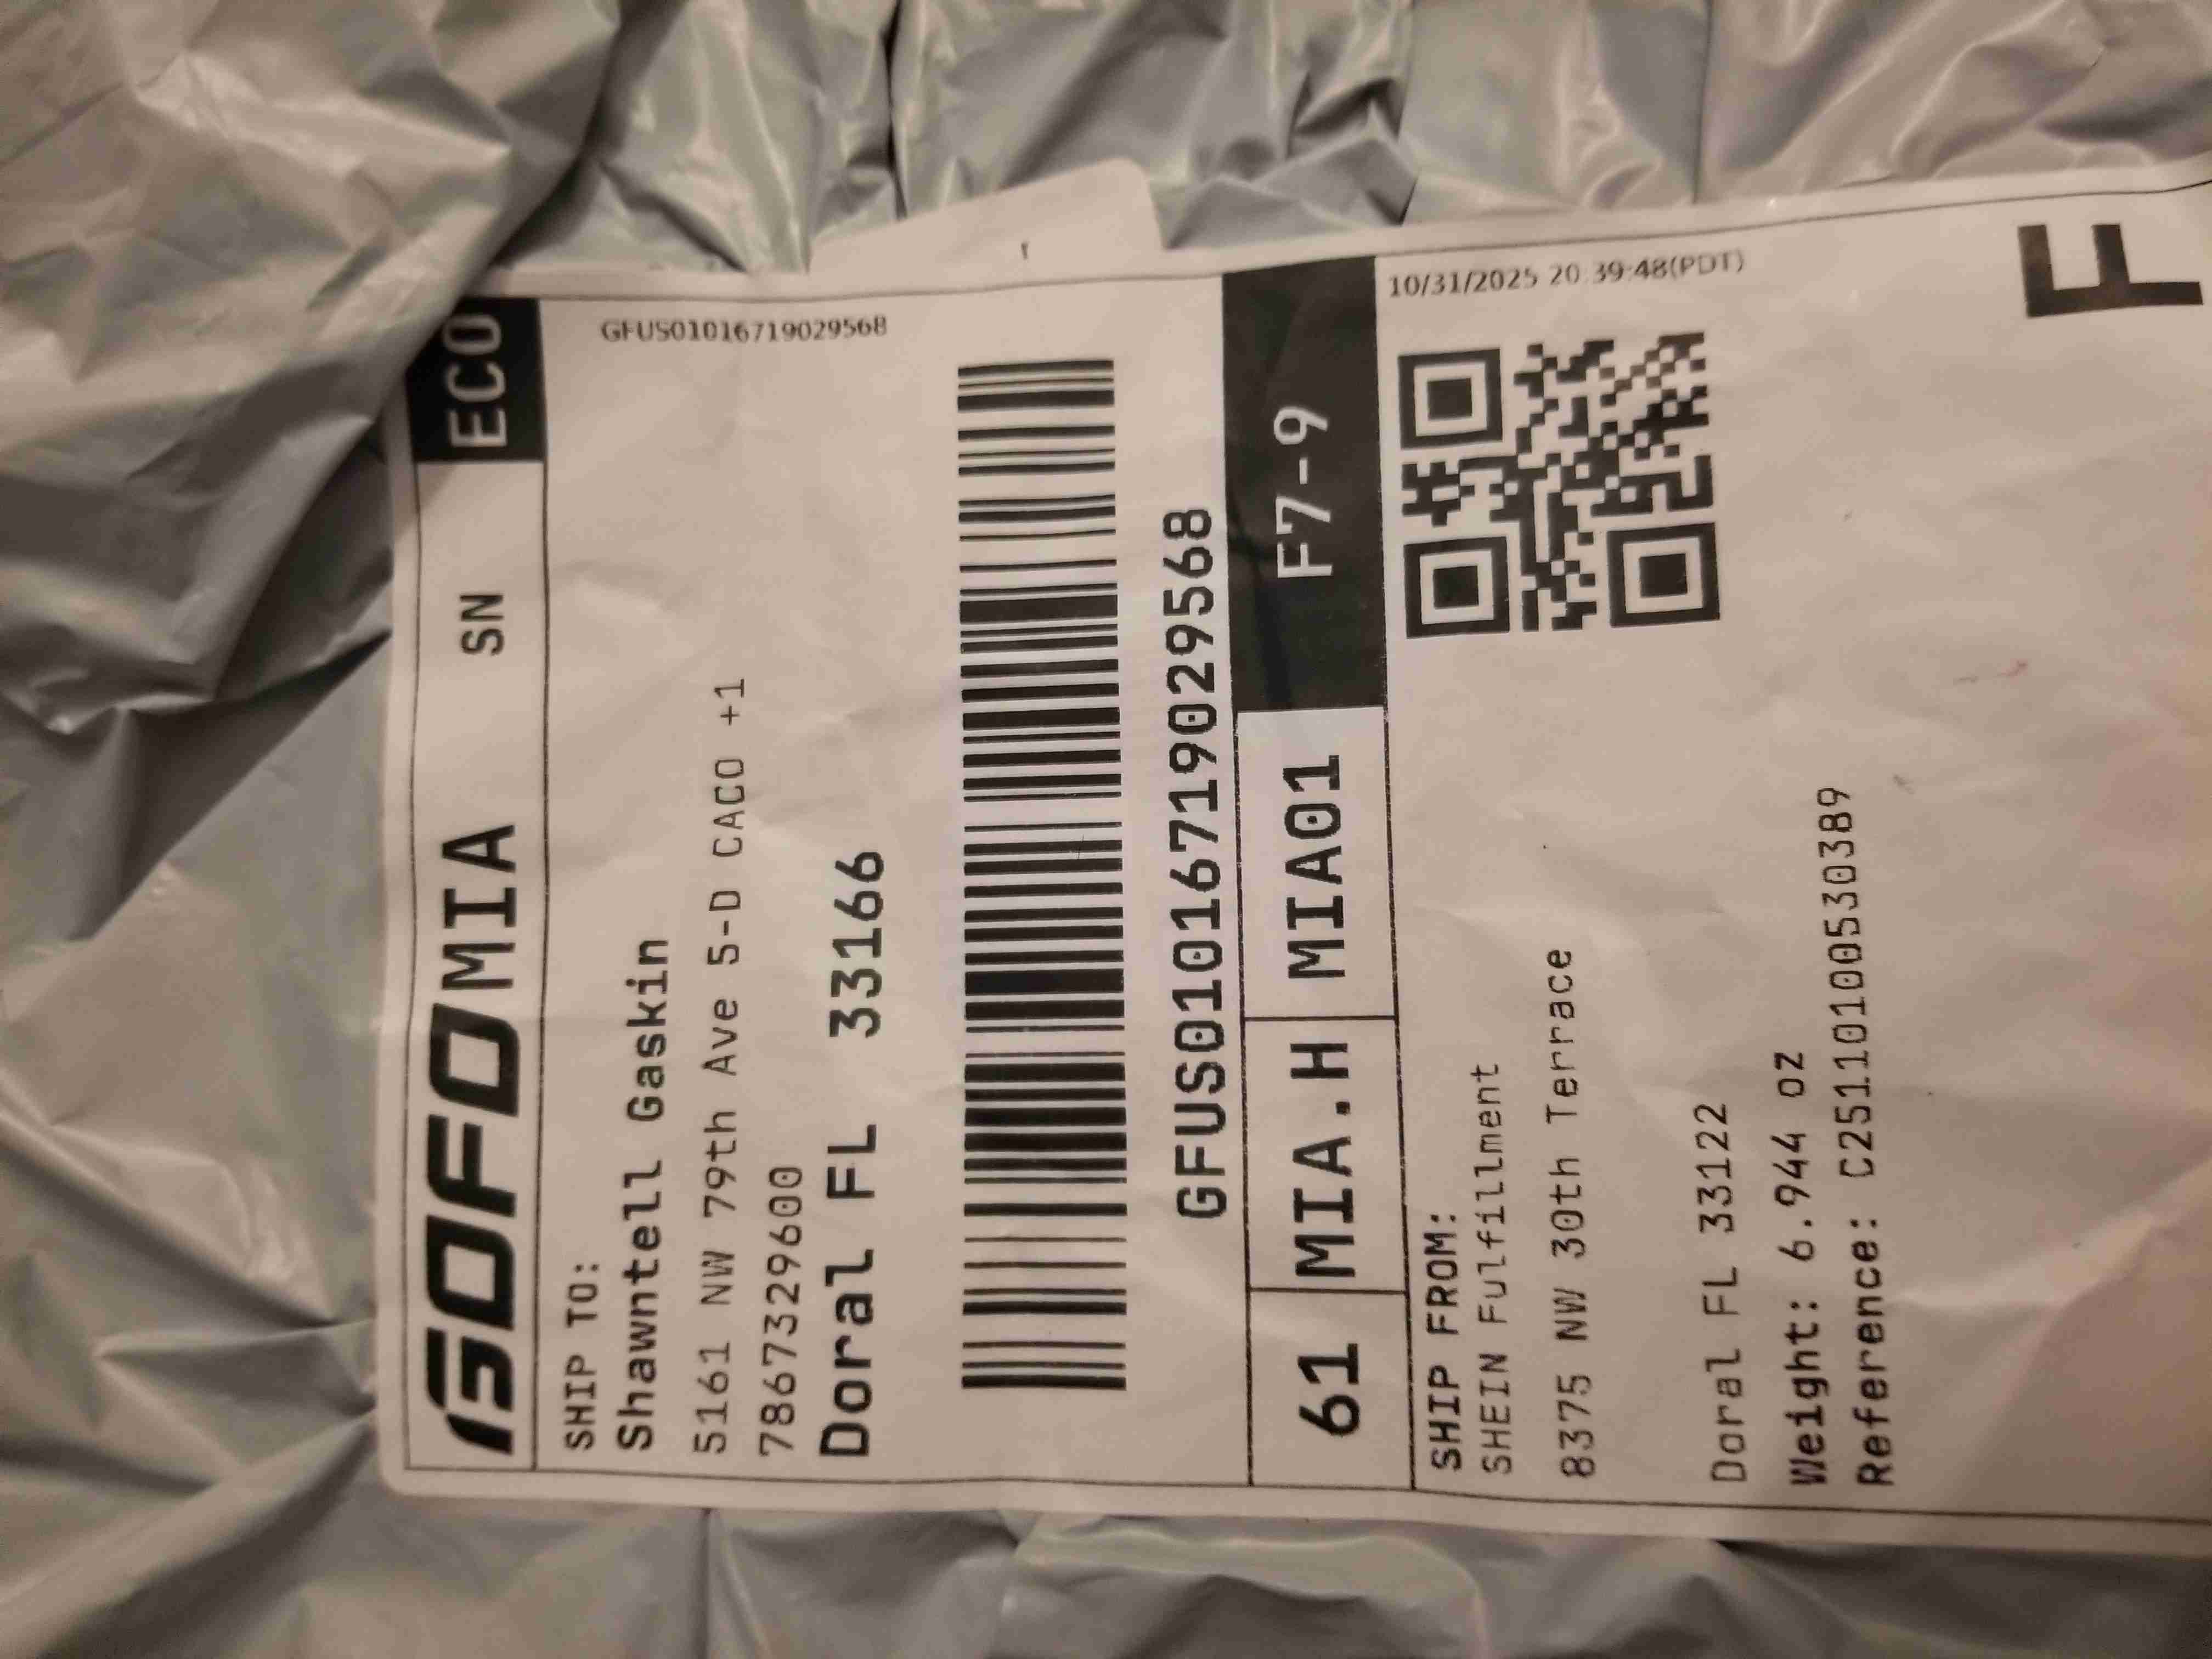 GOFO MIA SN ECO
SHIP TO:
GFUS01016719029568
Shawntell Gaskin
5161 NW 79th Ave 5-D CACO +1
7867329600
Doral FL 33166
GFUS01016719029568
61 MIA.H MIA01 F7-9
SHIP FROM:
10/31/2025 20:39:48(PDT)
SHEIN Fulfillment
8375 NW 30th Terrace
Doral FL 33122
Weight: 6.944 oz
Reference: C25110100530389
F